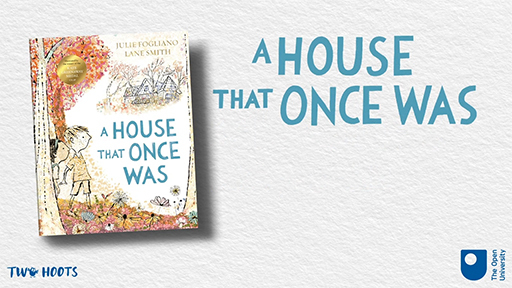 JULIE FOGLIANO
LANE SMITH
A HOUSE
THAT ONCE
WAS
A HOUSE
THAT ONCE WAS
TWO HOOTS
The Open
University